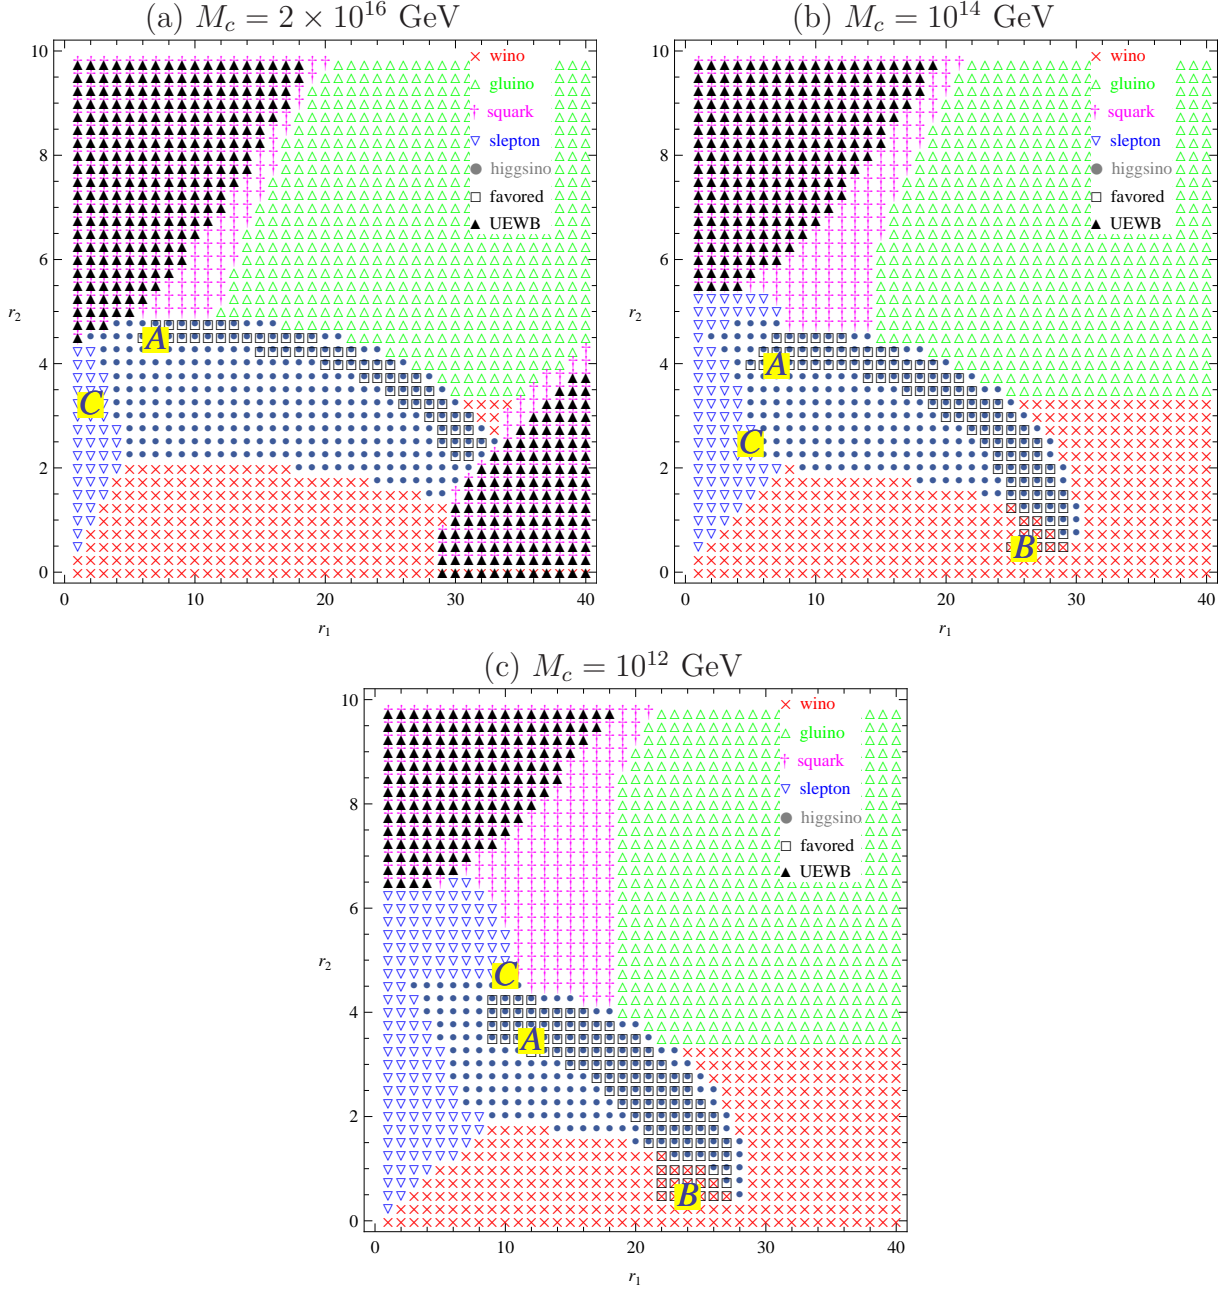 (a) M_c = 2 × 10^16 GeV
10
8
6
r_2
4
2
0
0 10 20 30 40
r_1
× wino
△ gluino
† squark
▽ slepton
● higgsino
□ favored
▲ UEWB
A
C
(b) M_c = 10^14 GeV
10
8
6
r_2
4
2
0
0 10 20 30 40
r_1
× wino
△ gluino
† squark
▽ slepton
● higgsino
□ favored
▲ UEWB
A
C
B
(c) M_c = 10^12 GeV
10
8
6
r_2
4
2
0
0 10 20 30 40
r_1
× wino
△ gluino
† squark
▽ slepton
● higgsino
□ favored
▲ UEWB
C
A
B